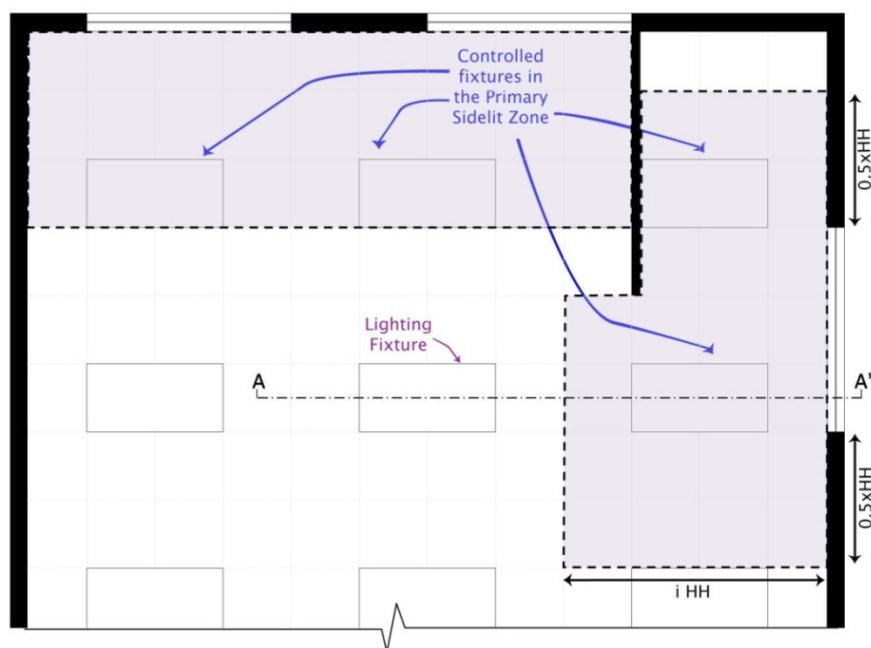 Controlled
fixtures in
the Primary
Sidelit Zone
0.5xHH
Lighting
Fixture
A
A'
0.5xHH
i HH